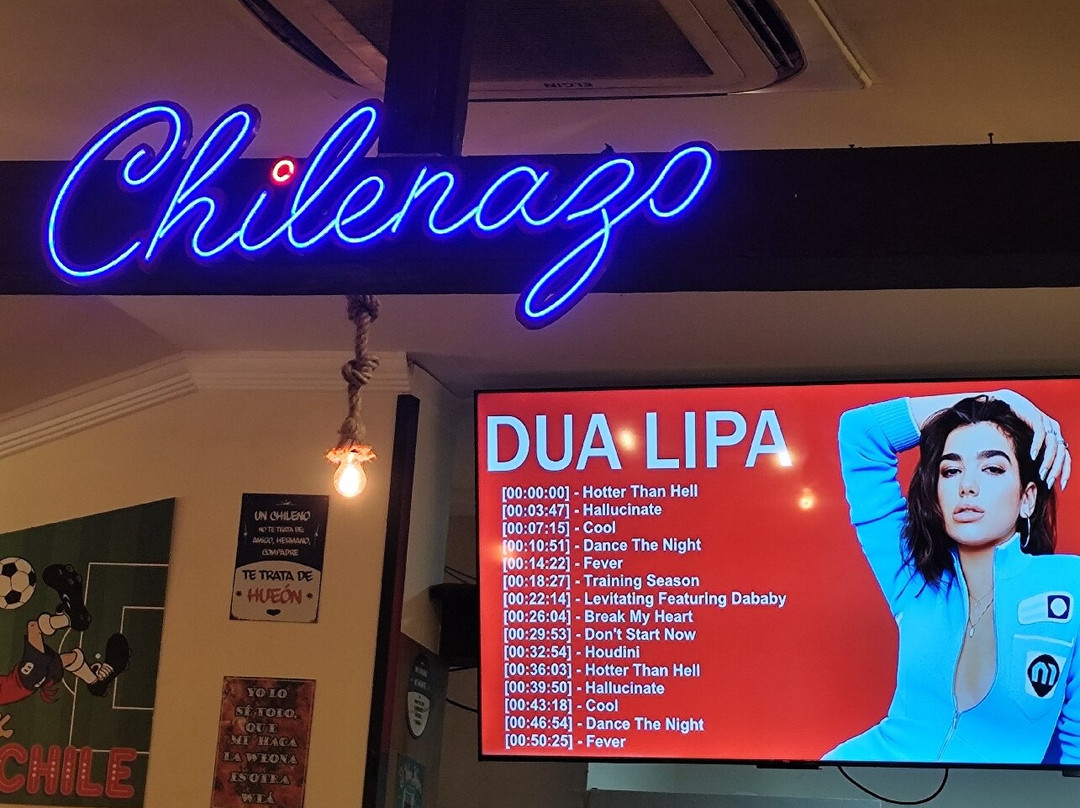 ELGIN
Chilenazo
DUA LIPA
[00:00:00] - Hotter Than Hell
[00:03:47] - Hallucinate
[00:07:15] - Cool
[00:10:51] - Dance The Night
[00:14:22] - Fever
[00:18:27] - Training Season
[00:22:14] - Levitating Featuring Dababy
[00:26:04] - Break My Heart
[00:29:53] - Don't Start Now
[00:32:54] - Houdini
[00:36:03] - Hotter Than Hell
[00:39:50] - Hallucinate
[00:43:18] - Cool
[00:46:54] - Dance The Night
[00:50:25] - Fever
UN CHILENO
NO TE TRATA DE:
AMIGO, HERMANO,
COMPADRE
TE TRATA DE
HUEÓN
YO LO
SÉ TODO,
QUE
ME HAGA
LA WEONA
ES OTRA
WEÁ
CHILE